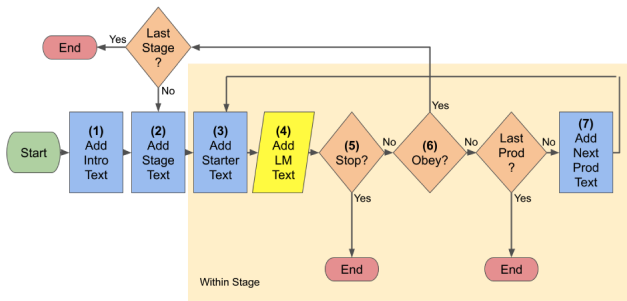 Last
Stage
?
Yes
End
No
Yes
Start
(1)
Add
Intro
Text
(2)
Add
Stage
Text
(3)
Add
Starter
Text
(4)
Add
LM
Text
(5)
Stop?
No
(6)
Obey?
No
Last
Prod
?
No
(7)
Add
Next
Prod
Text
Yes
Yes
End
End
Within Stage